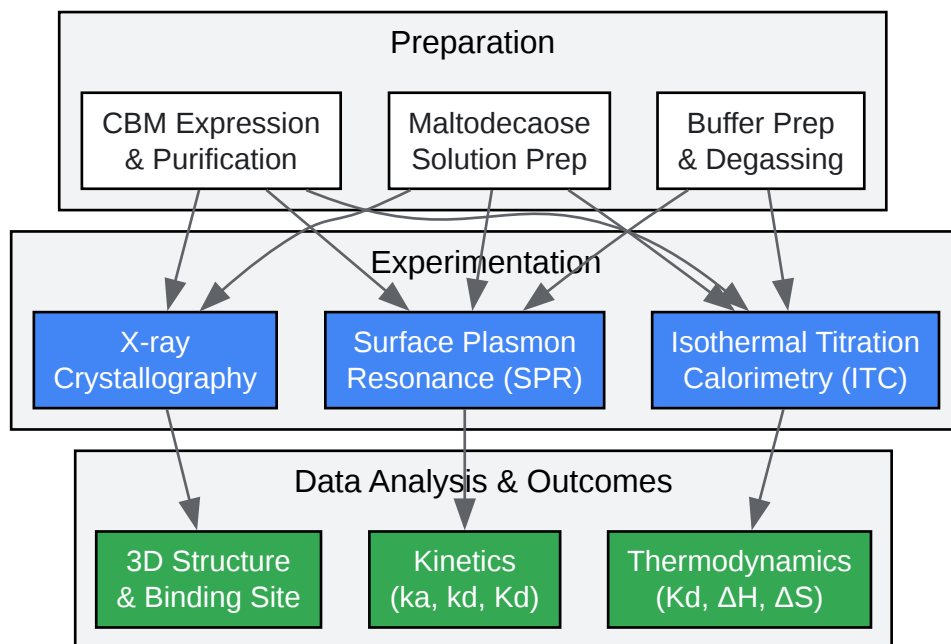 Preparation
CBM Expression
& Purification
Maltodecaose
Solution Prep
Buffer Prep
& Degassing
Experimentation
X-ray
Crystallography
Surface Plasmon
Resonance (SPR)
Isothermal Titration
Calorimetry (ITC)
Data Analysis & Outcomes
3D Structure
& Binding Site
Kinetics
(ka, kd, Kd)
Thermodynamics
(Kd, ΔH, ΔS)